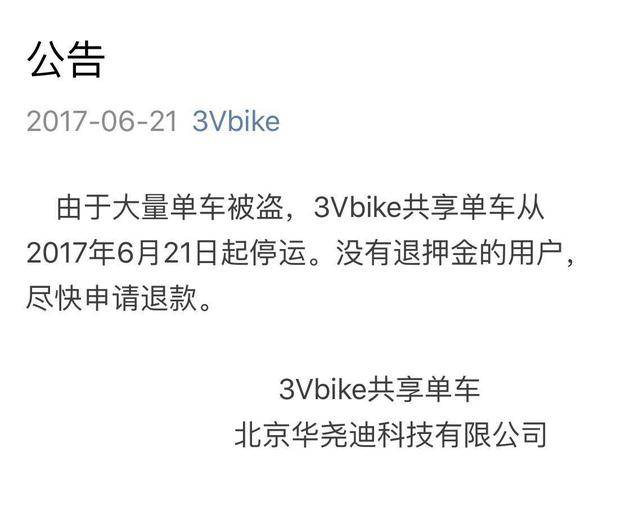 公告
2017-06-21 3Vbike
由于大量单车被盗，3Vbike共享单车从
2017年6月21日起停运。没有退押金的用户，
尽快申请退款。
3Vbike共享单车
北京华尧迪科技有限公司